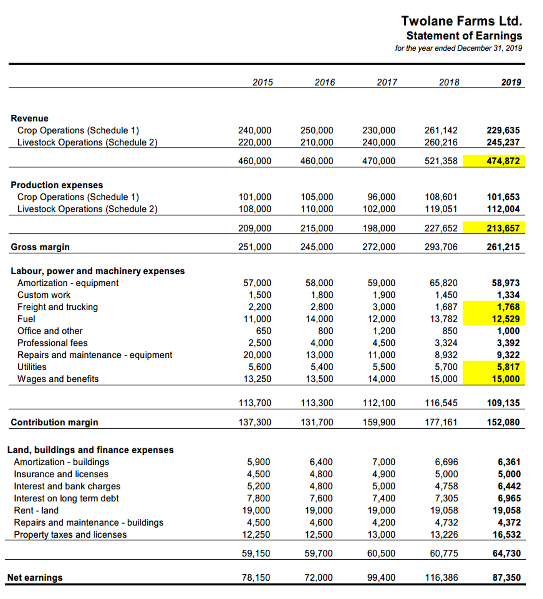 Twolane Farms Ltd.
Statement of Earnings
for the year ended December 31, 2019
2015 2016 2017 2018 2019
Revenue
Crop Operations (Schedule 1) 240,000 250,000 230,000 261,142 229,635
Livestock Operations (Schedule 2) 220,000 210,000 240,000 260,216 245,237
460,000 460,000 470,000 521,358 474,872
Production expenses
Crop Operations (Schedule 1) 101,000 105,000 96,000 108,601 101,653
Livestock Operations (Schedule 2) 108,000 110,000 102,000 119,051 112,004
209,000 215,000 198,000 227,652 213,657
Gross margin 251,000 245,000 272,000 293,706 261,215
Labour, power and machinery expenses
Amortization - equipment 57,000 58,000 59,000 65,820 58,973
Custom work 1,500 1,800 1,900 1,450 1,334
Freight and trucking 2,200 2,800 3,000 1,687 1,768
Fuel 11,000 14,000 12,000 13,782 12,529
Office and other 650 800 1,200 850 1,000
Professional fees 2,500 4,000 4,500 3,324 3,392
Repairs and maintenance - equipment 20,000 13,000 11,000 8,932 9,322
Utilities 5,600 5,400 5,500 5,700 5,817
Wages and benefits 13,250 13,500 14,000 15,000 15,000
113,700 113,300 112,100 116,545 109,135
Contribution margin 137,300 131,700 159,900 177,161 152,080
Land, buildings and finance expenses
Amortization - buildings 5,900 6,400 7,000 6,696 6,361
Insurance and licenses 4,500 4,800 4,900 5,000 5,000
Interest and bank charges 5,200 4,800 5,000 4,758 6,442
Interest on long term debt 7,800 7,600 7,400 7,305 6,965
Rent - land 19,000 19,000 19,000 19,058 19,058
Repairs and maintenance - buildings 4,500 4,600 4,200 4,732 4,372
Property taxes and licenses 12,250 12,500 13,000 13,226 16,532
59,150 59,700 60,500 60,775 64,730
Net earnings 78,150 72,000 99,400 116,386 87,350